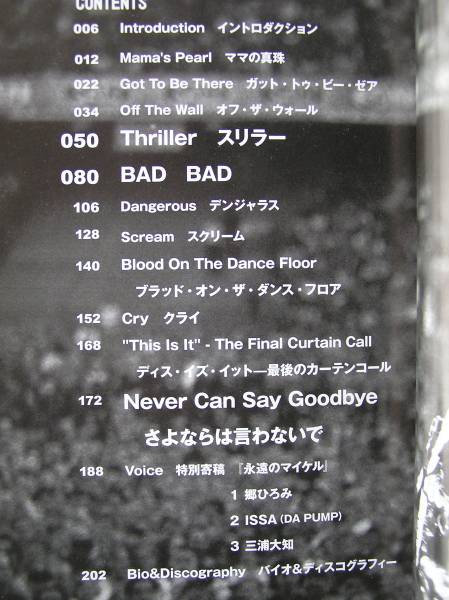 CONTENTS
006 Introduction イントロダクション
012 Mama's Pearl ママの真珠
022 Got To Be There ガット・トゥ・ビー・ゼア
034 Off The Wall オフ・ザ・ウォール
050 Thriller スリラー
080 BAD BAD
106 Dangerous デンジャラス
128 Scream スクリーム
140 Blood On The Dance Floor
ブラッド・オン・ザ・ダンス・フロア
152 Cry クライ
168 "This Is It" - The Final Curtain Call
ディス・イズ・イット―最後のカーテンコール
172 Never Can Say Goodbye
さよならは言わないで
188 Voice 特別寄稿 『永遠のマイケル』
1 郷ひろみ
2 ISSA (DA PUMP)
3 三浦大知
202 Bio&Discography バイオ&ディスコグラフィー